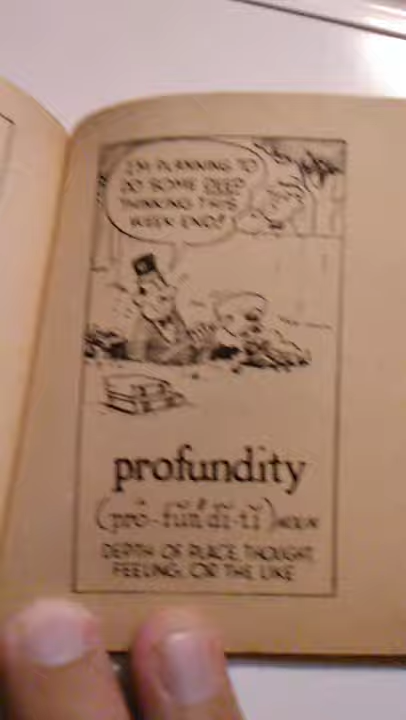 I'M PLANNING TO
DO SOME DEEP
THINKING THIS
WEEK END!
profundity
(prō-fŭn'dĭ-tĭ) NOUN
DEPTH OF PLACE, THOUGHT,
FEELING, OR THE LIKE